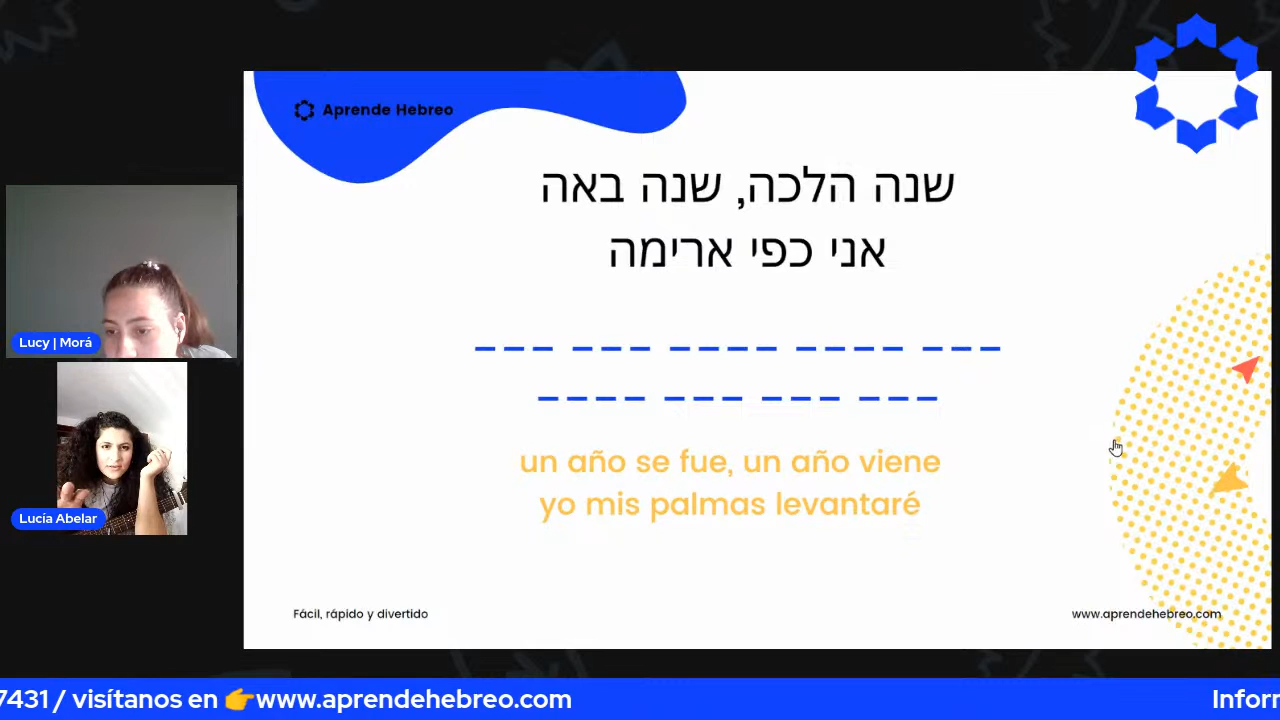 Aprende Hebreo
שנה הלכה, שנה באה
אני כפי ארימה
un año se fue, un año viene
yo mis palmas levantaré
Fácil, rápido y divertido
www.aprendehebreo.com
Lucy | Morá
Lucía Abelar
7431 / visítanos en 👉www.aprendehebreo.com